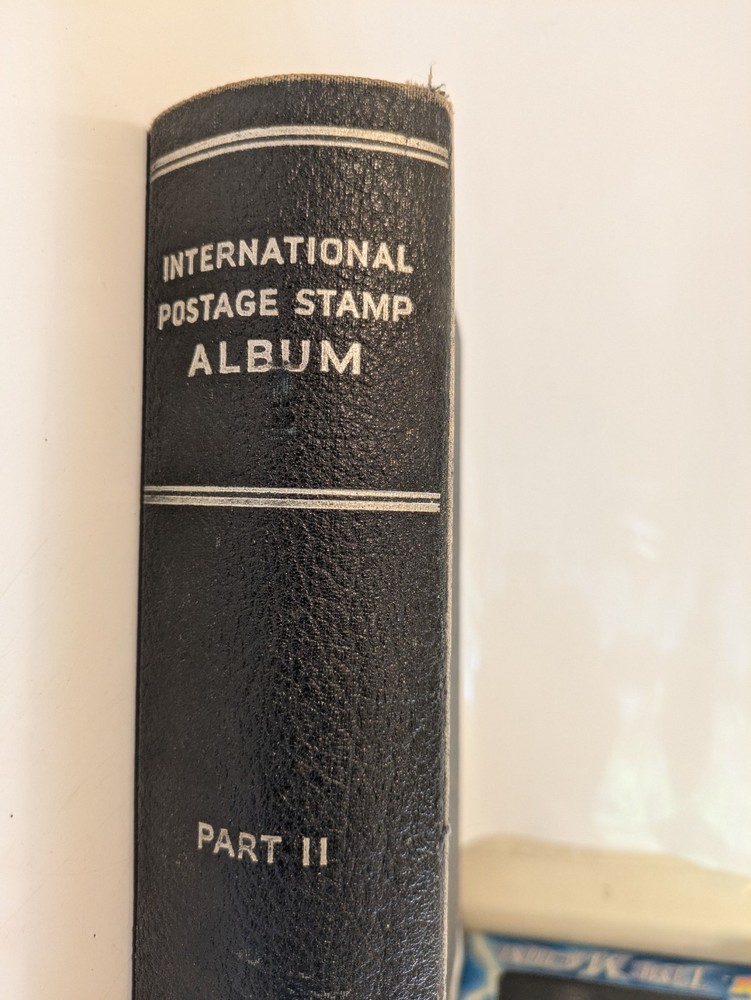 INTERNATIONAL
POSTAGE STAMP
ALBUM
PART II